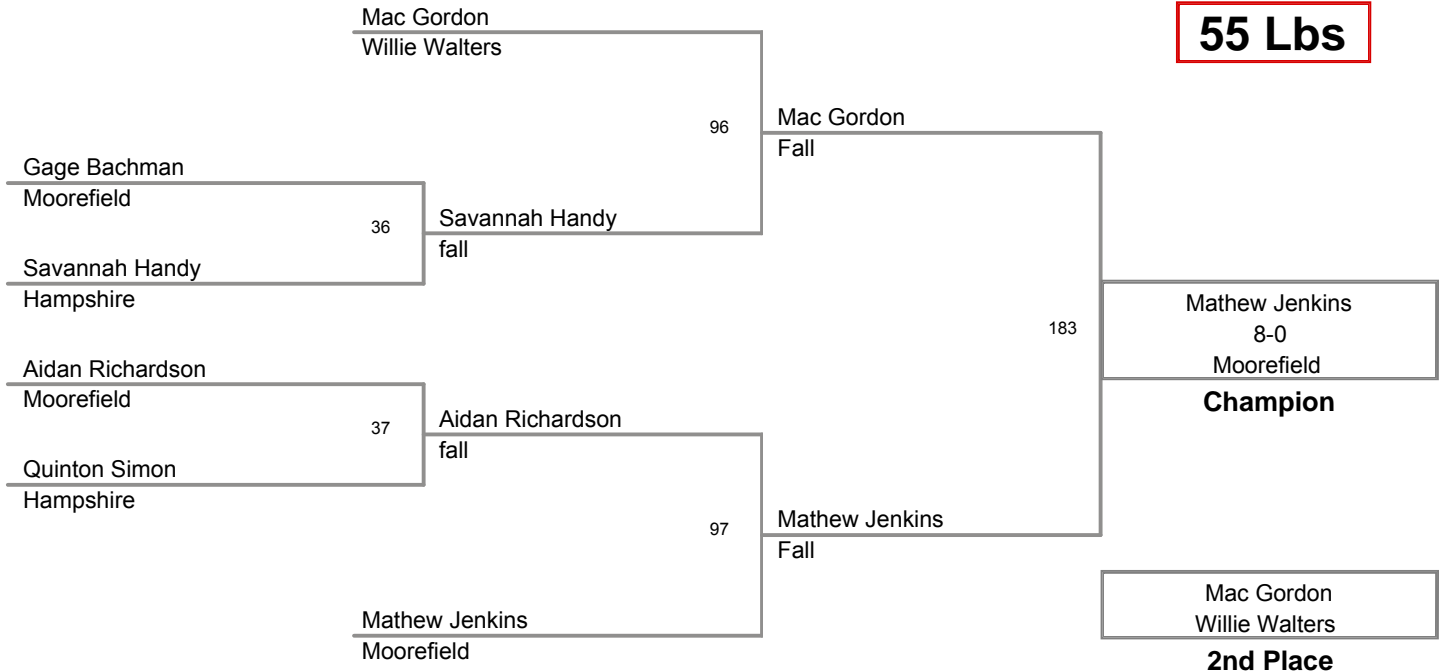 Mac Gordon
Willie Walters
55 Lbs
96
Mac Gordon
Fall
Gage Bachman
Moorefield
36
Savannah Handy
fall
Savannah Handy
Hampshire
183
Mathew Jenkins
8-0
Moorefield
Champion
Aidan Richardson
Moorefield
37
Aidan Richardson
fall
Quinton Simon
Hampshire
97
Mathew Jenkins
Fall
Mathew Jenkins
Moorefield
Mac Gordon
Willie Walters
2nd Place